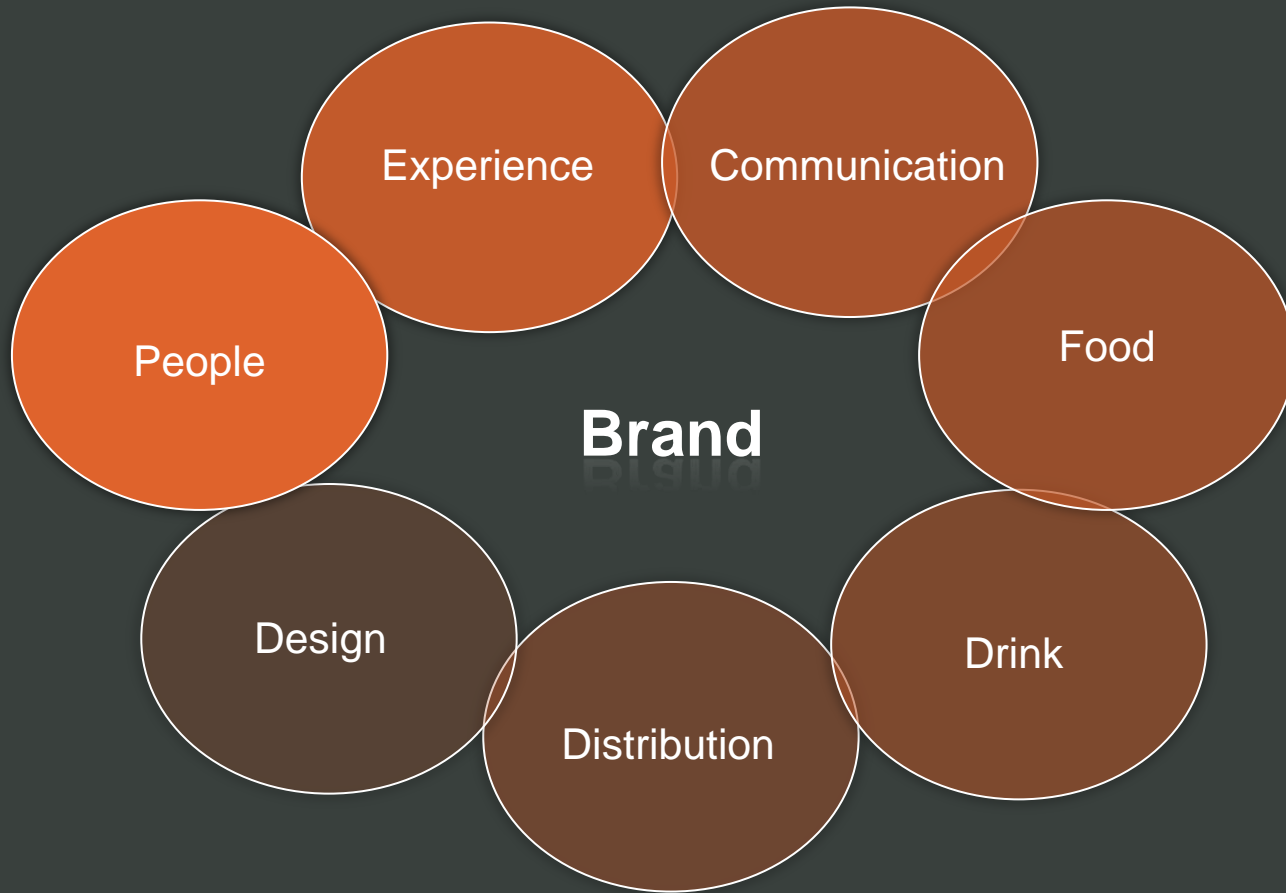 Experience
Communication
People
Food
Brand
Design
Drink
Distribution